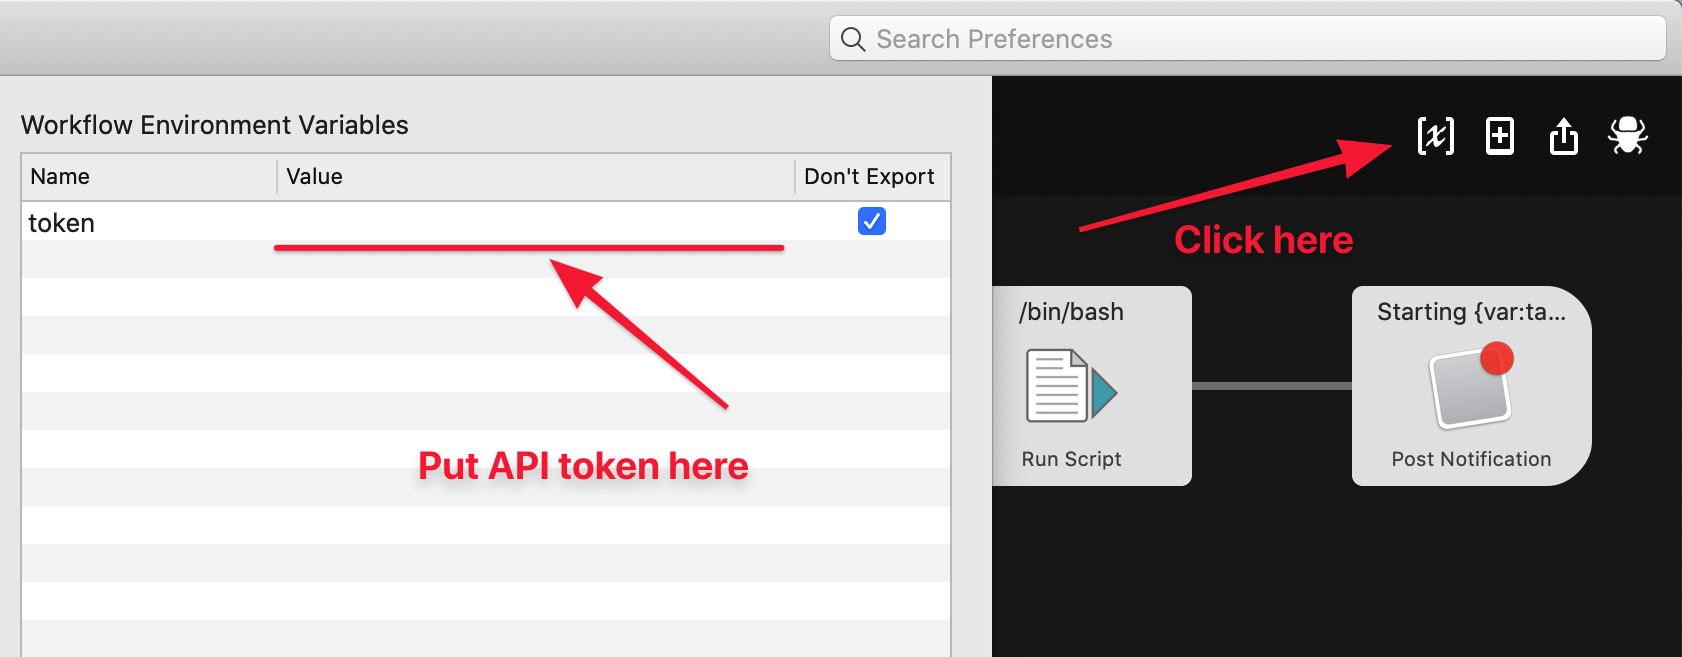 Search Preferences
Workflow Environment Variables
Name Value Don't Export
token
Click here
/bin/bash
Starting {var:ta...
Put API token here
Run Script
Post Notification